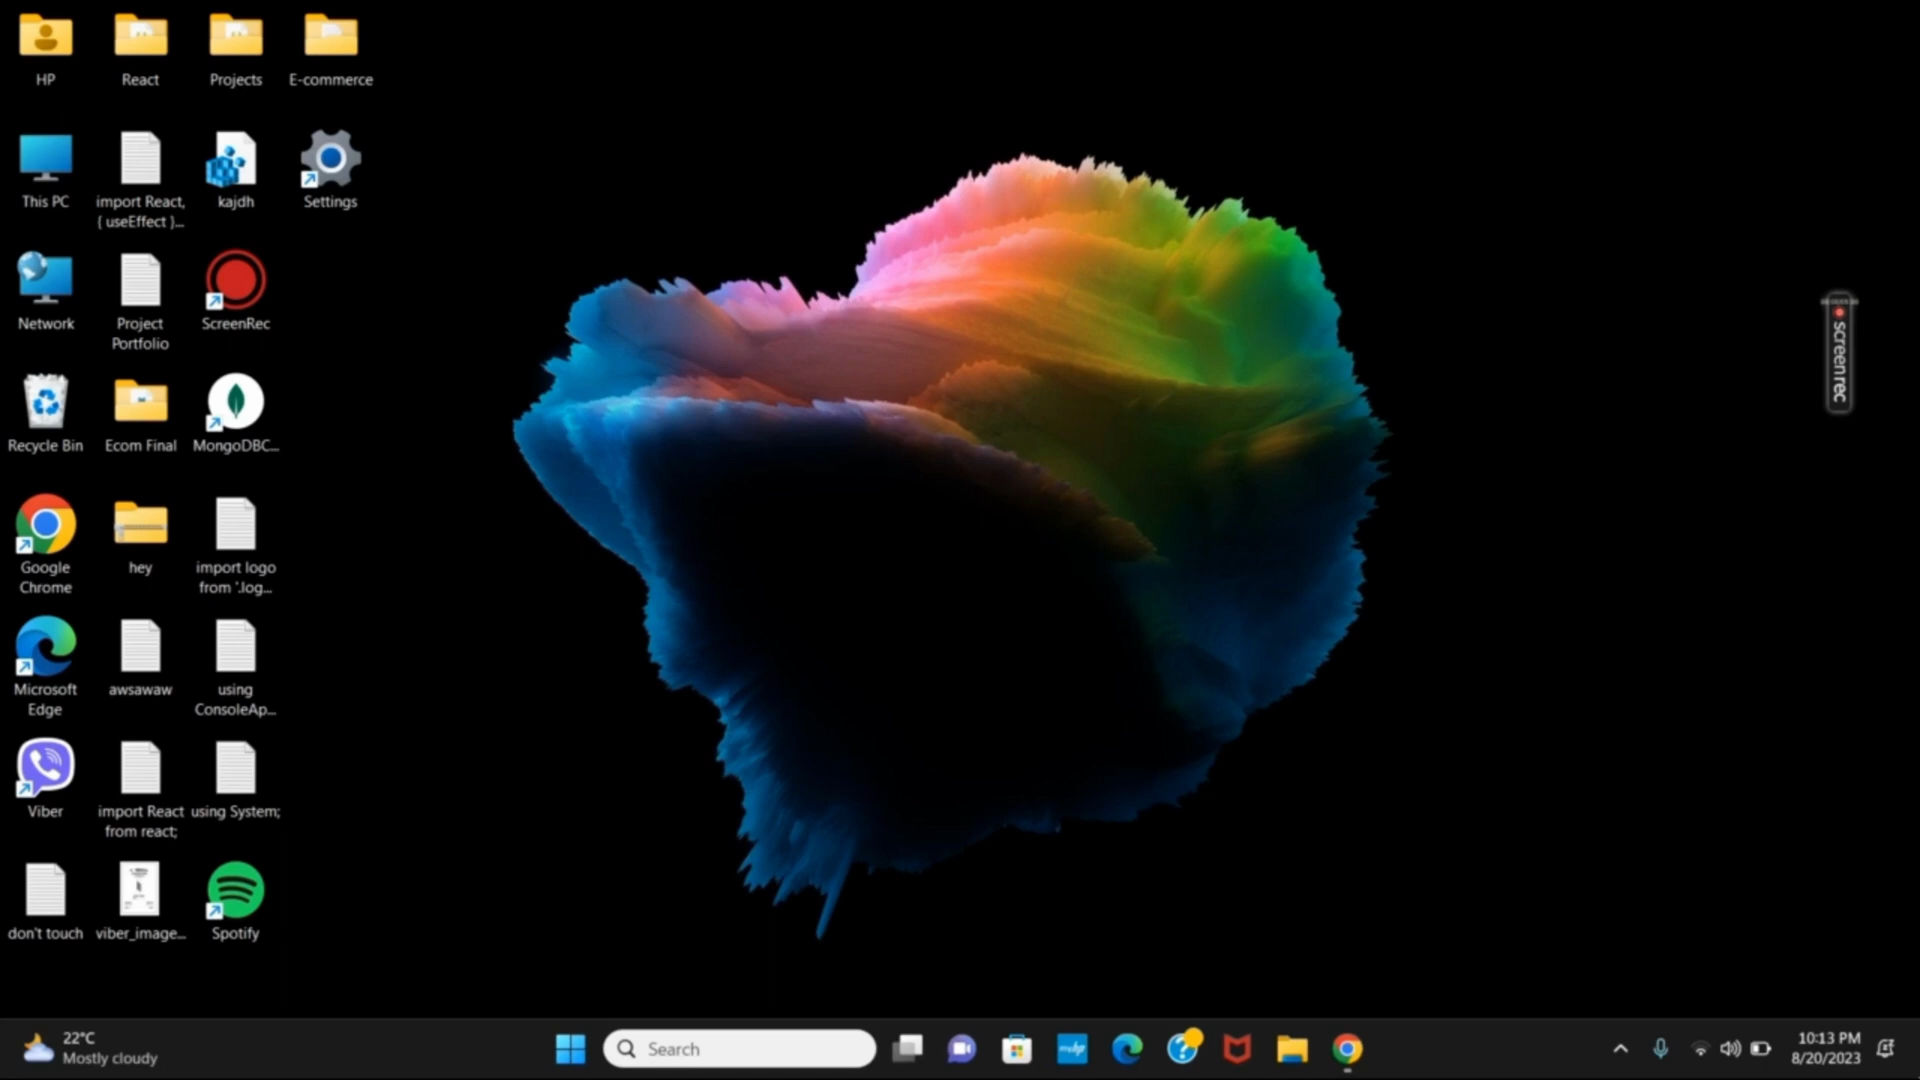 HP
React
Projects
E-commerce
This PC
import React,
{ useEffect }...
kajdh
Settings
Network
Project
Portfolio
ScreenRec
Recycle Bin
Ecom Final
MongoDBC...
Google
Chrome
hey
import logo
from '.log...
Microsoft
Edge
awsawaw
using
ConsoleAp...
Viber
import React
from react;
using System;
don't touch
viber_image...
Spotify
screenrec
22°C
Mostly cloudy
Search
myhp
10:13 PM
8/20/2023